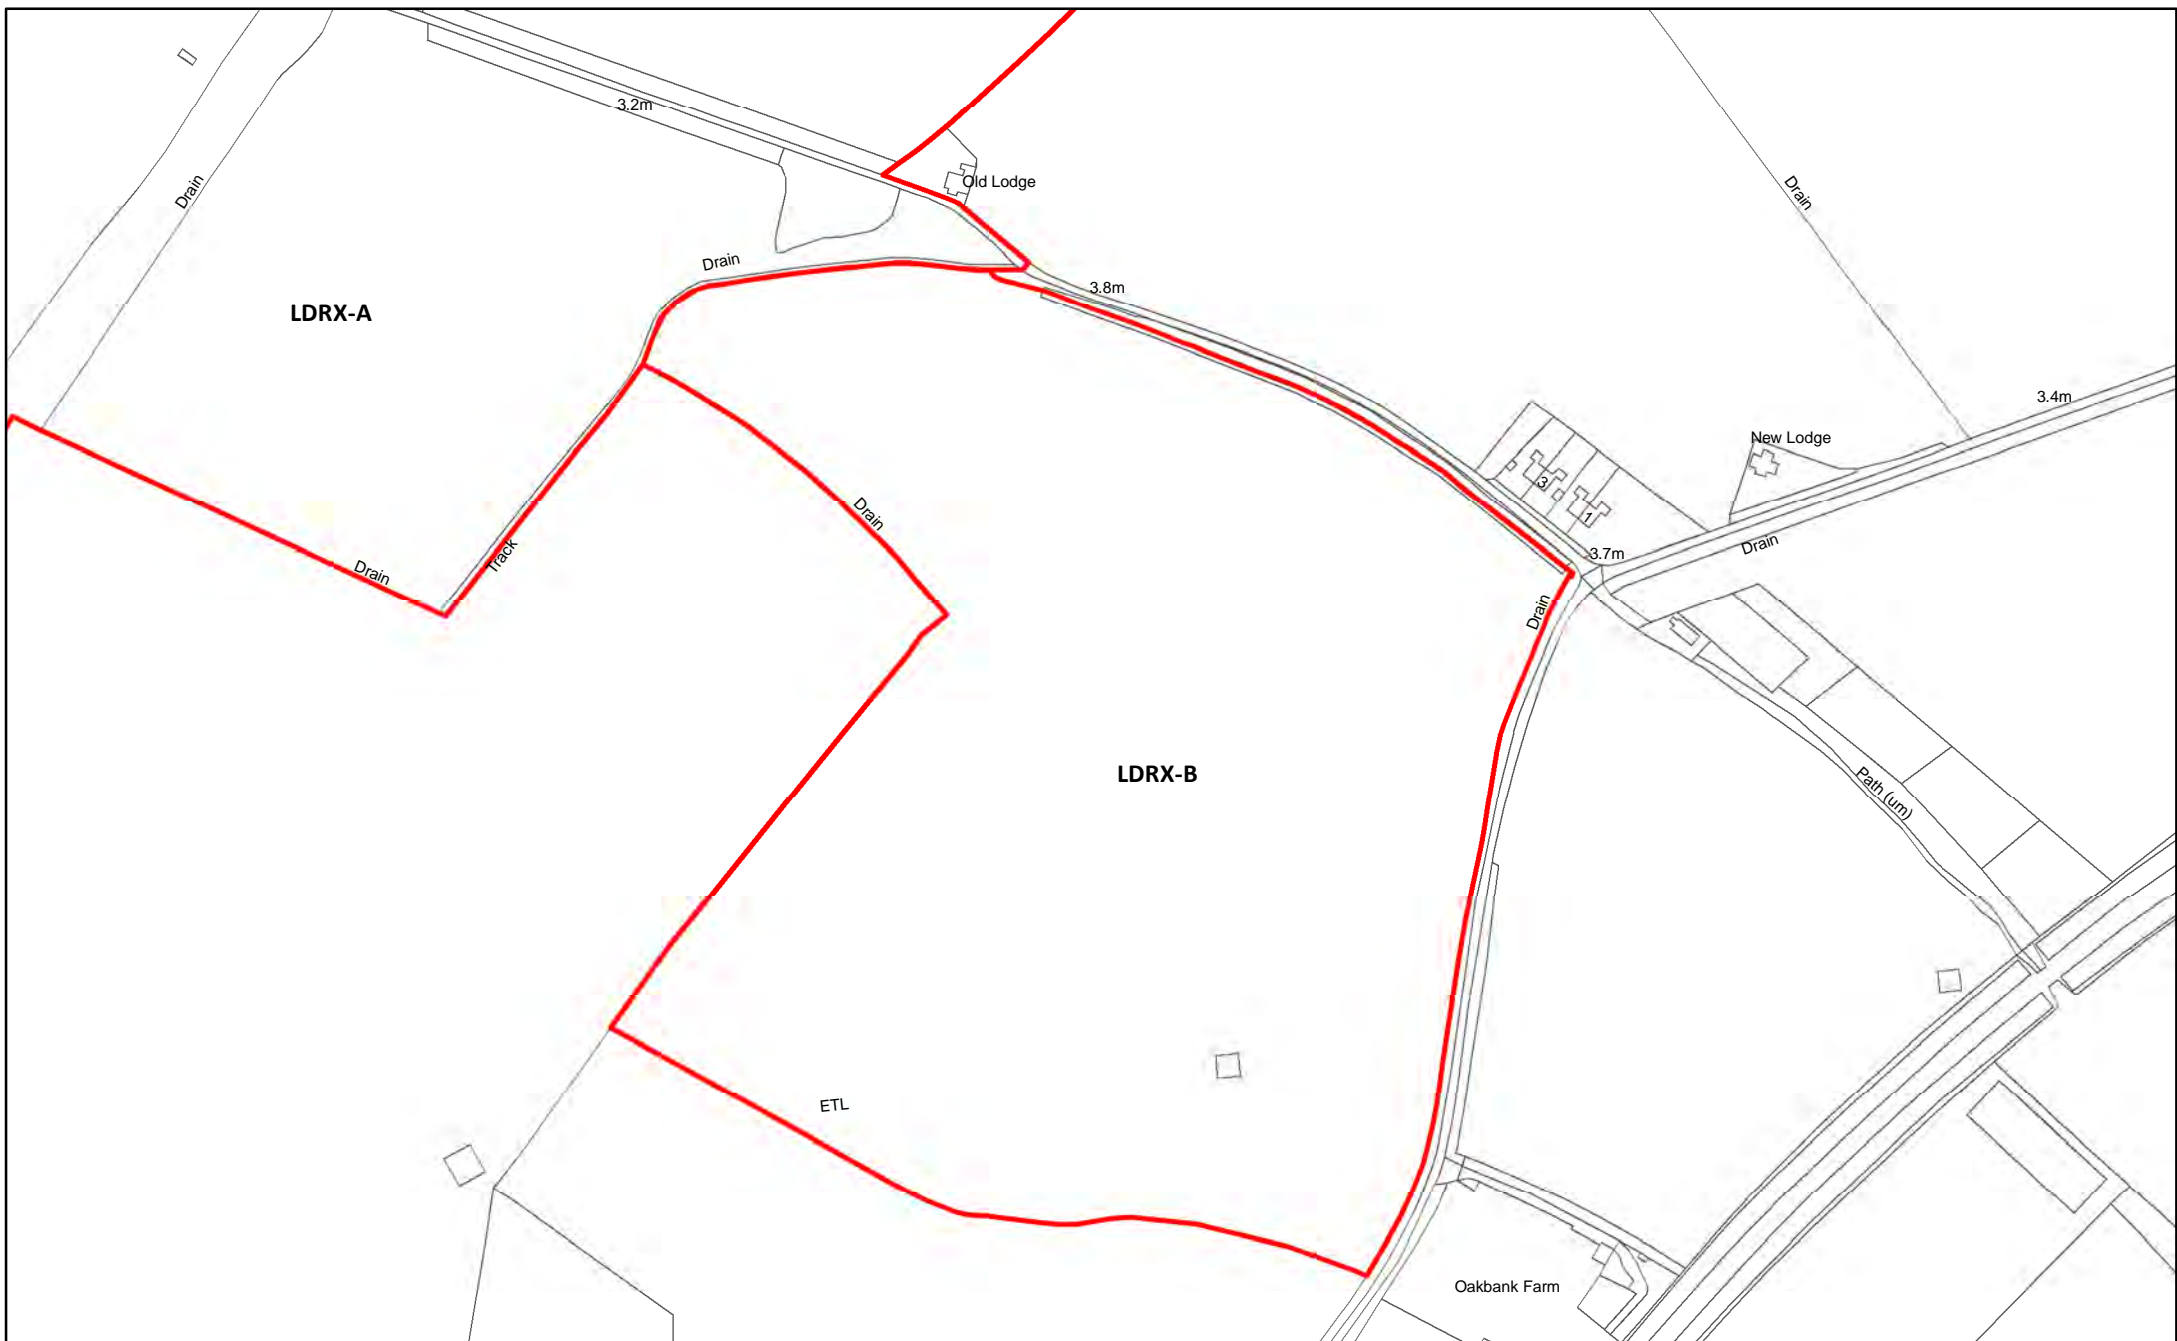 3.2m
Old Lodge
Drain
Drain
Drain
3.8m
LDRX-A
3.4m
New Lodge
3
1
Drain
3.7m
Drain
Track
Drain
Drain
LDRX-B
Path (um)
ETL
Oakbank Farm